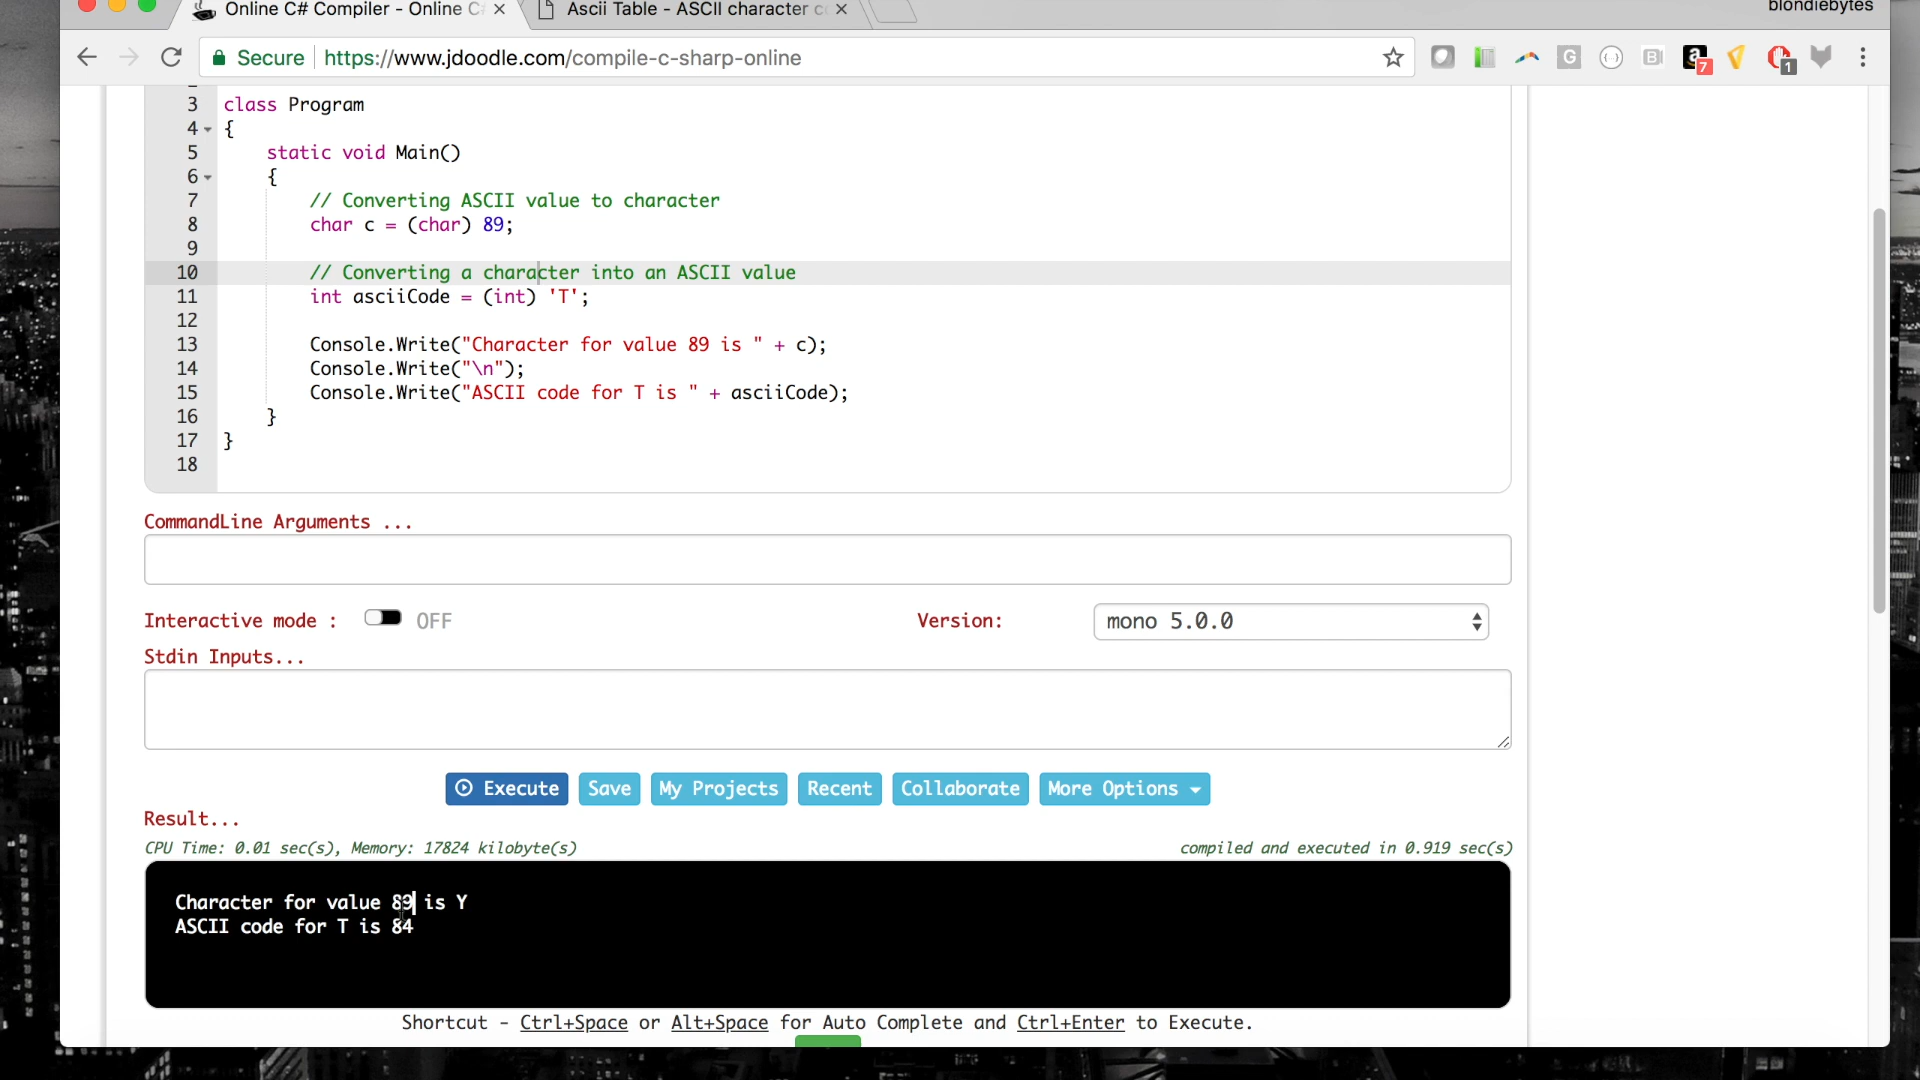 blondiebytes
Online C# Compiler - Online C
Ascii Table - ASCII character c
Secure https://www.jdoodle.com/compile-c-sharp-online
G
B
a
7
1
3 class Program
4 {
5 static void Main()
6 {
7 // Converting ASCII value to character
8 char c = (char) 89;
9
10 // Converting a character into an ASCII value
11 int asciiCode = (int) 'T';
12
13 Console.Write("Character for value 89 is " + c);
14 Console.Write("\n");
15 Console.Write("ASCII code for T is " + asciiCode);
16 }
17 }
18
CommandLine Arguments ...
Interactive mode : OFF Version: mono 5.0.0
Stdin Inputs...
Execute Save My Projects Recent Collaborate More Options
Result...
CPU Time: 0.01 sec(s), Memory: 17824 kilobyte(s) compiled and executed in 0.919 sec(s)
Character for value 89 is Y
ASCII code for T is 84
Shortcut - Ctrl+Space or Alt+Space for Auto Complete and Ctrl+Enter to Execute.